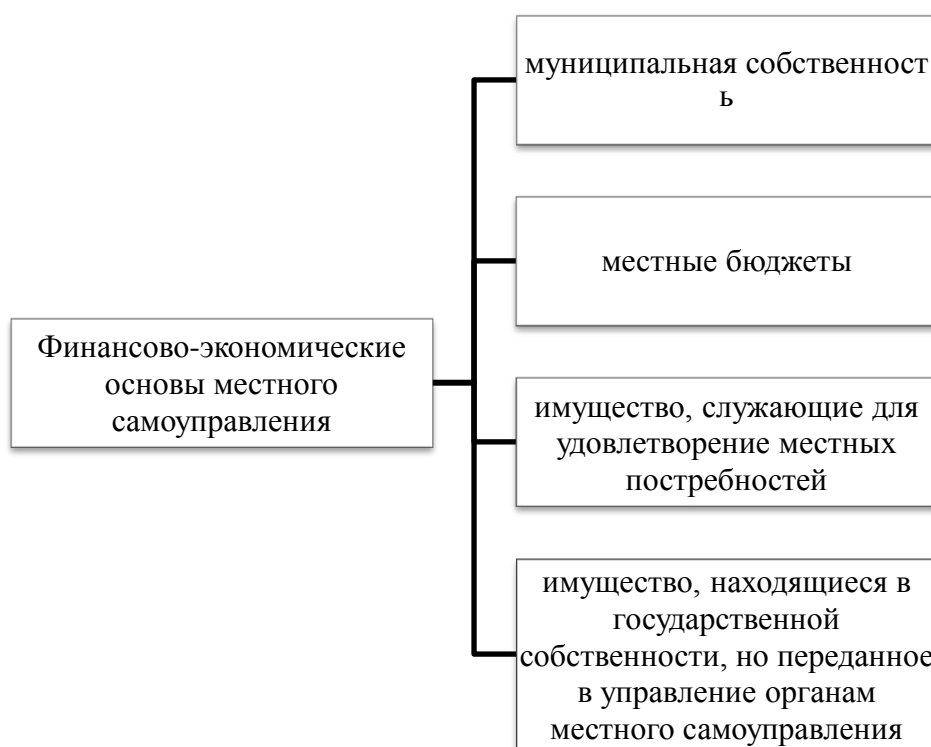 муниципальная собственност
ь
местные бюджеты
Финансово-экономические
основы местного
самоуправления
имущество, служающие для
удовлетворение местных
постребностей
имущество, находящиеся в
государственной
собственности, но переданное
в управление органам
местного самоуправления